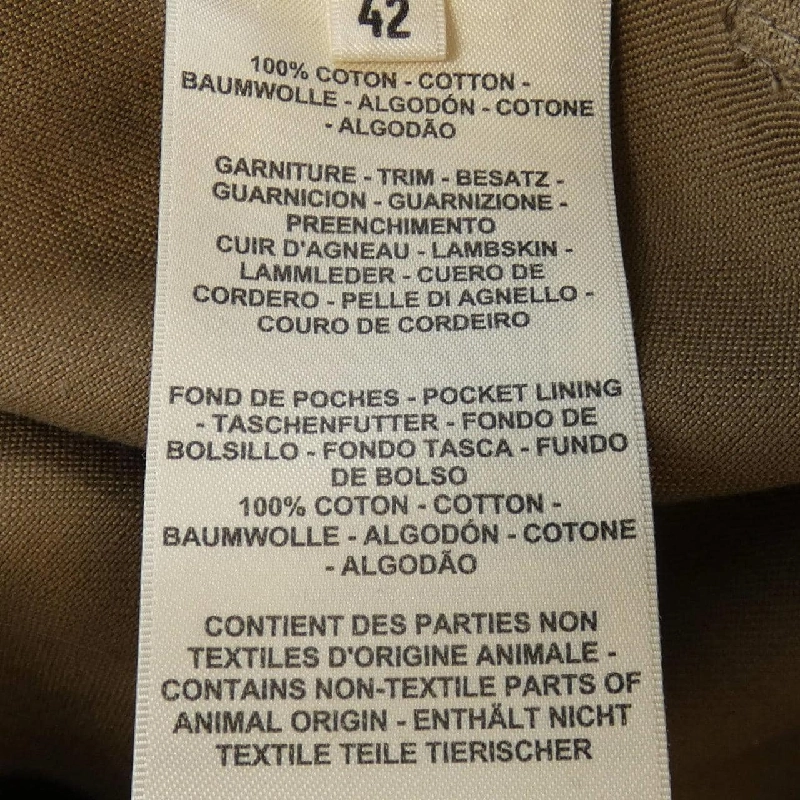 42
100% COTON - COTTON -
BAUMWOLLE - ALGODÓN - COTONE
- ALGODÃO
GARNITURE - TRIM - BESATZ -
GUARNICION - GUARNIZIONE -
PREENCHIMENTO
CUIR D'AGNEAU - LAMBSKIN -
LAMMLEDER - CUERO DE
CORDERO - PELLE DI AGNELLO -
COURO DE CORDEIRO
FOND DE POCHES - POCKET LINING
- TASCHENFUTTER - FONDO DE
BOLSILLO - FONDO TASCA - FUNDO
DE BOLSO
100% COTON - COTTON -
BAUMWOLLE - ALGODÓN - COTONE
- ALGODÃO
CONTIENT DES PARTIES NON
TEXTILES D'ORIGINE ANIMALE -
CONTAINS NON-TEXTILE PARTS OF
ANIMAL ORIGIN - ENTHÄLT NICHT
TEXTILE TEILE TIERISCHER